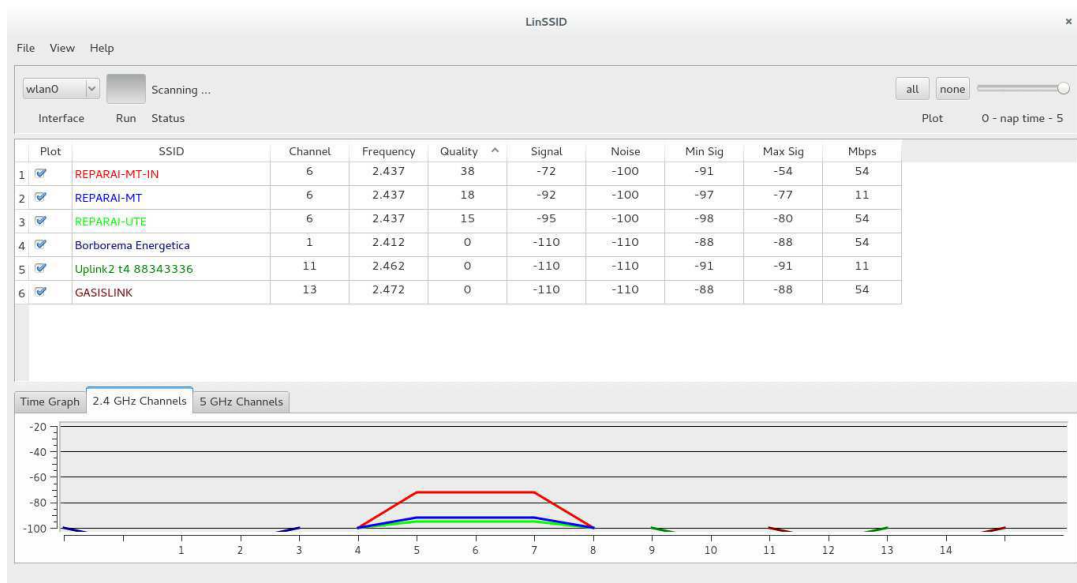 LinSSID ×
File View Help
wlan0 Scanning ... all none
Interface Run Status Plot 0 - nap time - 5
Plot SSID Channel Frequency Quality Signal Noise Min Sig Max Sig Mbps
1 REPARAI-MT-IN 6 2.437 38 -72 -100 -91 -54 54
2 REPARAI-MT 6 2.437 18 -92 -100 -97 -77 11
3 REPARAI-UTE 6 2.437 15 -95 -100 -98 -80 54
4 Borborema Energetica 1 2.412 0 -110 -110 -88 -88 54
5 Uplink2 t4 88343336 11 2.462 0 -110 -110 -91 -91 11
6 GASISLINK 13 2.472 0 -110 -110 -88 -88 54
Time Graph 2.4 GHz Channels 5 GHz Channels
-20
-40
-60
-80
-100
1 2 3 4 5 6 7 8 9 10 11 12 13 14